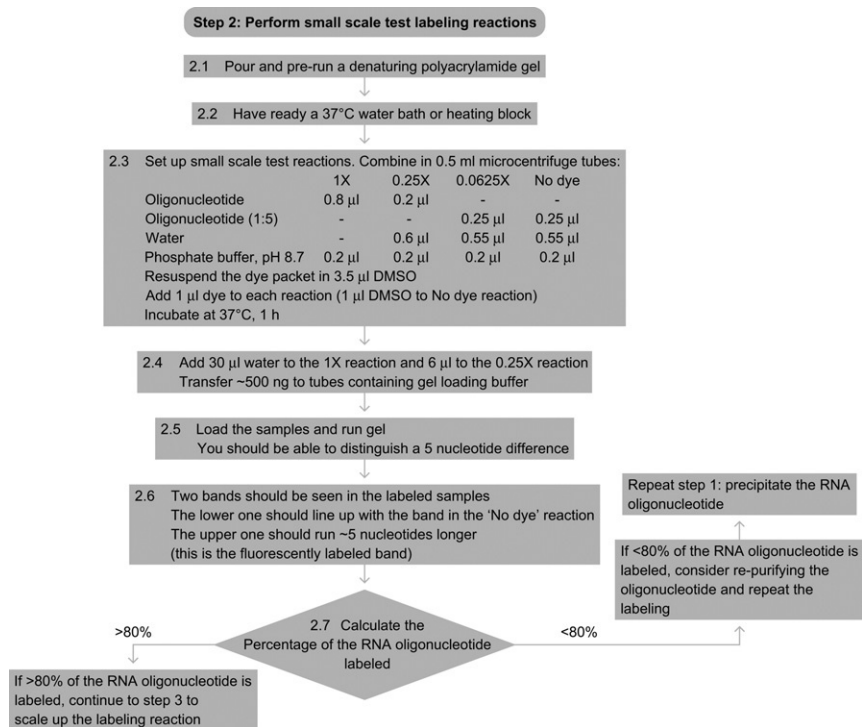 Step 2: Perform small scale test labeling reactions
2.1 Pour and pre-run a denaturing polyacrylamide gel
2.2 Have ready a 37°C water bath or heating block
2.3 Set up small scale test reactions. Combine in 0.5 ml microcentrifuge tubes:
1X 0.25X 0.0625X No dye
Oligonucleotide 0.8 μl 0.2 μl - -
Oligonucleotide (1:5) - - 0.25 μl 0.25 μl
Water - 0.6 μl 0.55 μl 0.55 μl
Phosphate buffer, pH 8.7 0.2 μl 0.2 μl 0.2 μl 0.2 μl
Resuspend the dye packet in 3.5 μl DMSO
Add 1 μl dye to each reaction (1 μl DMSO to No dye reaction)
Incubate at 37°C, 1 h
2.4 Add 30 μl water to the 1X reaction and 6 μl to the 0.25X reaction
Transfer ~500 ng to tubes containing gel loading buffer
2.5 Load the samples and run gel
You should be able to distinguish a 5 nucleotide difference
2.6 Two bands should be seen in the labeled samples
The lower one should line up with the band in the ‘No dye’ reaction
The upper one should run ~5 nucleotides longer
(this is the fluorescently labeled band)
2.7 Calculate the
Percentage of the RNA oligonucleotide
labeled
>80%
If >80% of the RNA oligonucleotide is
labeled, continue to step 3 to
scale up the labeling reaction
<80%
If <80% of the RNA oligonucleotide is
labeled, consider re-purifying the
oligonucleotide and repeat the
labeling
Repeat step 1: precipitate the RNA
oligonucleotide